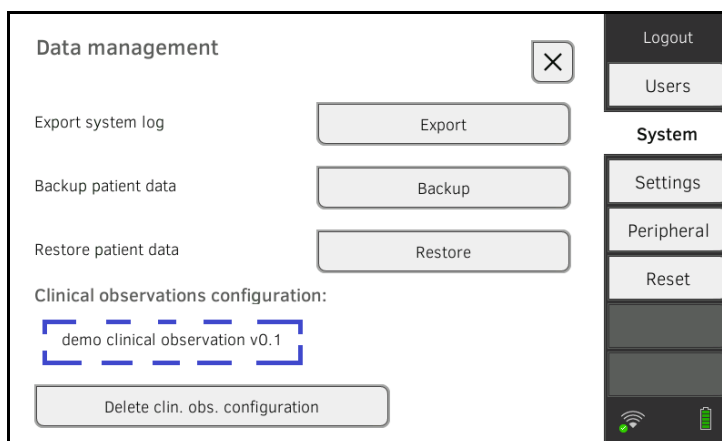 Data management
Export system log
Export
Backup patient data
Backup
Restore patient data
Restore
Clinical observations configuration:
demo clinical observation v0.1
Delete clin. obs. configuration
Logout
Users
System
Settings
Peripheral
Reset